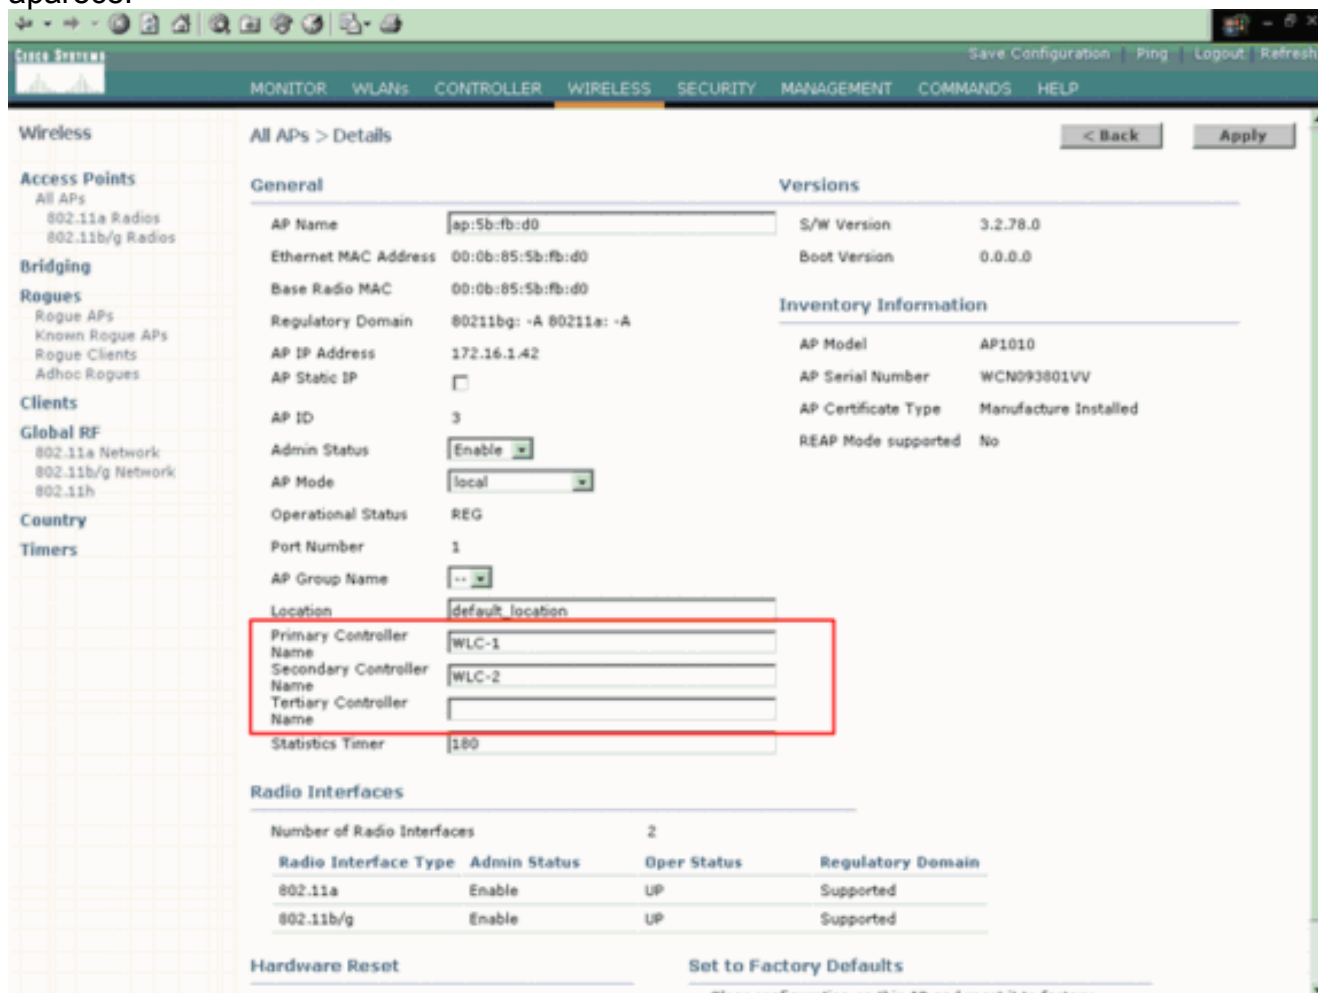 aparece.
CISCO SYSTEMS
Save Configuration | Ping | Logout | Refresh
MONITOR WLANs CONTROLLER WIRELESS SECURITY MANAGEMENT COMMANDS HELP
Wireless
Access Points
All APs
802.11a Radios
802.11b/g Radios
Bridging
Rogues
Rogue APs
Known Rogue APs
Rogue Clients
Adhoc Rogues
Clients
Global RF
802.11a Network
802.11b/g Network
802.11h
Country
Timers
All APs > Details
< Back Apply
General
AP Name ap:5b:fb:d0
Ethernet MAC Address 00:0b:85:5b:fb:d0
Base Radio MAC 00:0b:85:5b:fb:d0
Regulatory Domain 80211bg: -A 80211a: -A
AP IP Address 172.16.1.42
AP Static IP
AP ID 3
Admin Status Enable
AP Mode local
Operational Status REG
Port Number 1
AP Group Name --
Location default_location
Primary Controller
Name WLC-1
Secondary Controller
Name WLC-2
Tertiary Controller
Name
Statistics Timer 180
Versions
S/W Version 3.2.78.0
Boot Version 0.0.0.0
Inventory Information
AP Model AP1010
AP Serial Number WCN093801VV
AP Certificate Type Manufacture Installed
REAP Mode supported No
Radio Interfaces
Number of Radio Interfaces 2
Radio Interface Type Admin Status Oper Status Regulatory Domain
802.11a Enable UP Supported
802.11b/g Enable UP Supported
Hardware Reset
Set to Factory Defaults